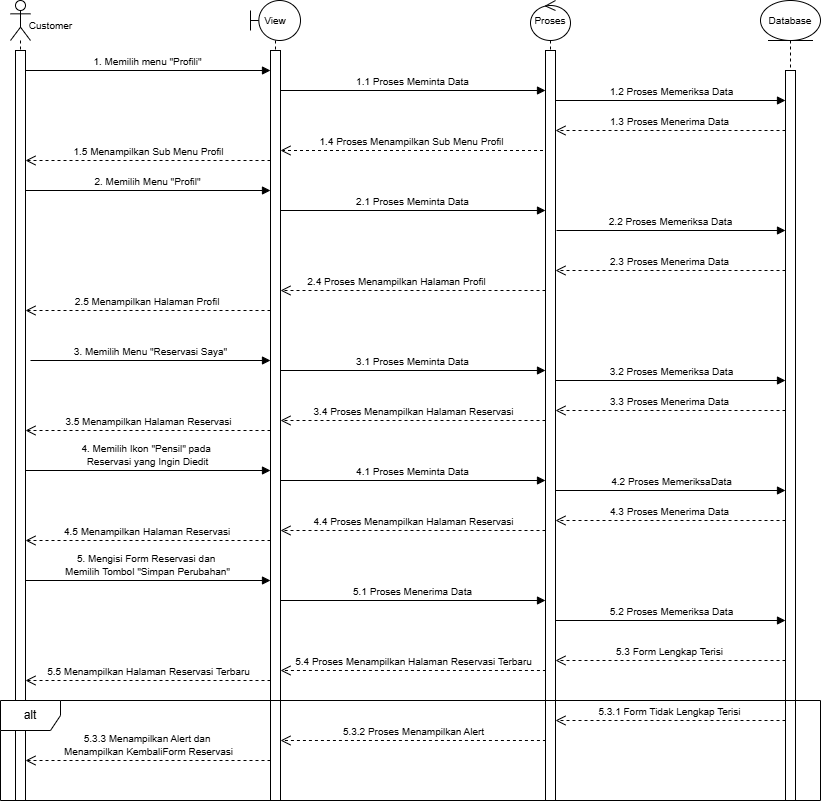 Customer
View
Proses
Database
1. Memilih menu "Profili"
1.1 Proses Meminta Data
1.2 Proses Memeriksa Data
1.3 Proses Menerima Data
1.4 Proses Menampilkan Sub Menu Profil
1.5 Menampilkan Sub Menu Profil
2. Memilih Menu "Profil"
2.1 Proses Meminta Data
2.2 Proses Memeriksa Data
2.3 Proses Menerima Data
2.4 Proses Menampilkan Halaman Profil
2.5 Menampilkan Halaman Profil
3. Memilih Menu "Reservasi Saya"
3.1 Proses Meminta Data
3.2 Proses Memeriksa Data
3.3 Proses Menerima Data
3.4 Proses Menampilkan Halaman Reservasi
3.5 Menampilkan Halaman Reservasi
4. Memilih Ikon "Pensil" pada
Reservasi yang Ingin Diedit
4.1 Proses Meminta Data
4.2 Proses MemeriksaData
4.3 Proses Menerima Data
4.4 Proses Menampilkan Halaman Reservasi
4.5 Menampilkan Halaman Reservasi
5. Mengisi Form Reservasi dan
Memilih Tombol "Simpan Perubahan"
5.1 Proses Menerima Data
5.2 Proses Memeriksa Data
5.3 Form Lengkap Terisi
5.4 Proses Menampilkan Halaman Reservasi Terbaru
5.5 Menampilkan Halaman Reservasi Terbaru
alt
5.3.1 Form Tidak Lengkap Terisi
5.3.2 Proses Menampilkan Alert
5.3.3 Menampilkan Alert dan
Menampilkan KembaliForm Reservasi